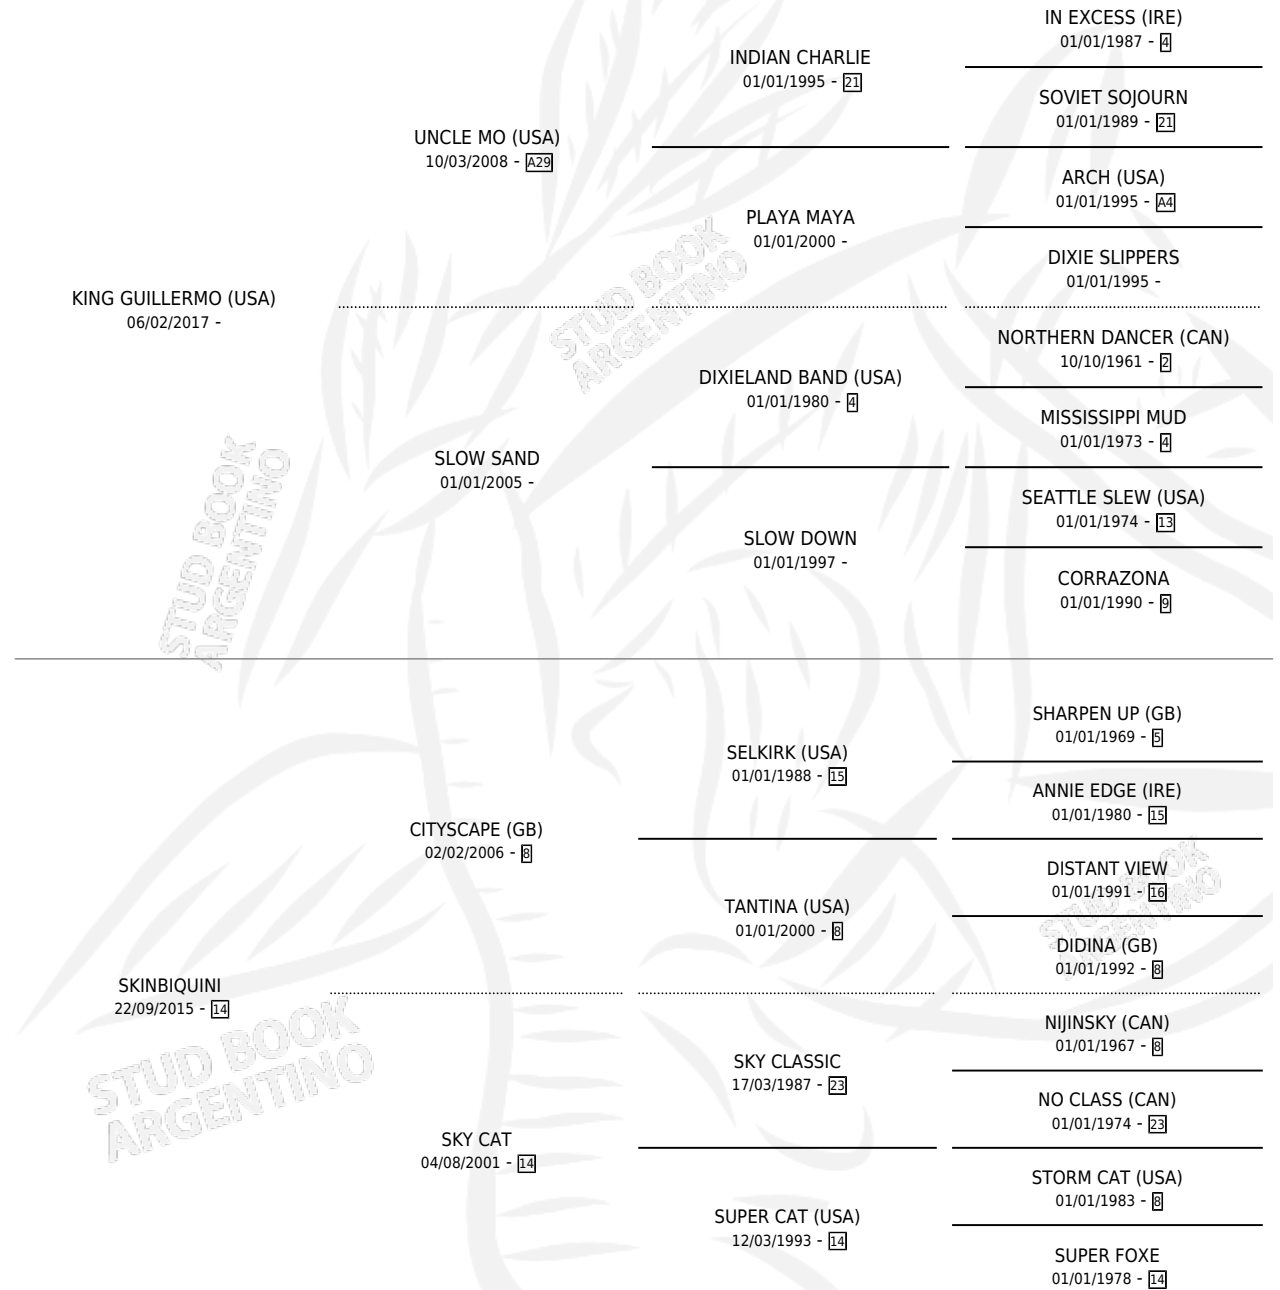 IN EXCESS (IRE)
01/01/1987 - 4
INDIAN CHARLIE
01/01/1995 - 21
SOVIET SOJOURN
01/01/1989 - 21
UNCLE MO (USA)
10/03/2008 - A29
ARCH (USA)
01/01/1995 - A4
PLAYA MAYA
01/01/2000 -
DIXIE SLIPPERS
01/01/1995 -
KING GUILLERMO (USA)
06/02/2017 -
STUD BOOK
ARGENTINO
NORTHERN DANCER (CAN)
10/10/1961 - 2
DIXIELAND BAND (USA)
01/01/1980 - 4
MISSISSIPPI MUD
01/01/1973 - 4
SLOW SAND
01/01/2005 -
SEATTLE SLEW (USA)
01/01/1974 - 13
SLOW DOWN
01/01/1997 -
CORRAZONA
01/01/1990 - 9
STUD BOOK
ARGENTINO
SHARPEN UP (GB)
01/01/1969 - 5
SELKIRK (USA)
01/01/1988 - 15
ANNIE EDGE (IRE)
01/01/1980 - 15
CITYSCAPE (GB)
02/02/2006 - 8
DISTANT VIEW
01/01/1991 - 16
TANTINA (USA)
01/01/2000 - 8
STUD BOOK
ARGENTINO
DIDINA (GB)
01/01/1992 - 8
SKINBIQUINI
22/09/2015 - 14
NIJINSKY (CAN)
01/01/1967 - 8
STUD BOOK
ARGENTINO
SKY CLASSIC
17/03/1987 - 23
NO CLASS (CAN)
01/01/1974 - 23
SKY CAT
04/08/2001 - 14
STORM CAT (USA)
01/01/1983 - 8
SUPER CAT (USA)
12/03/1993 - 14
SUPER FOXE
01/01/1978 - 14